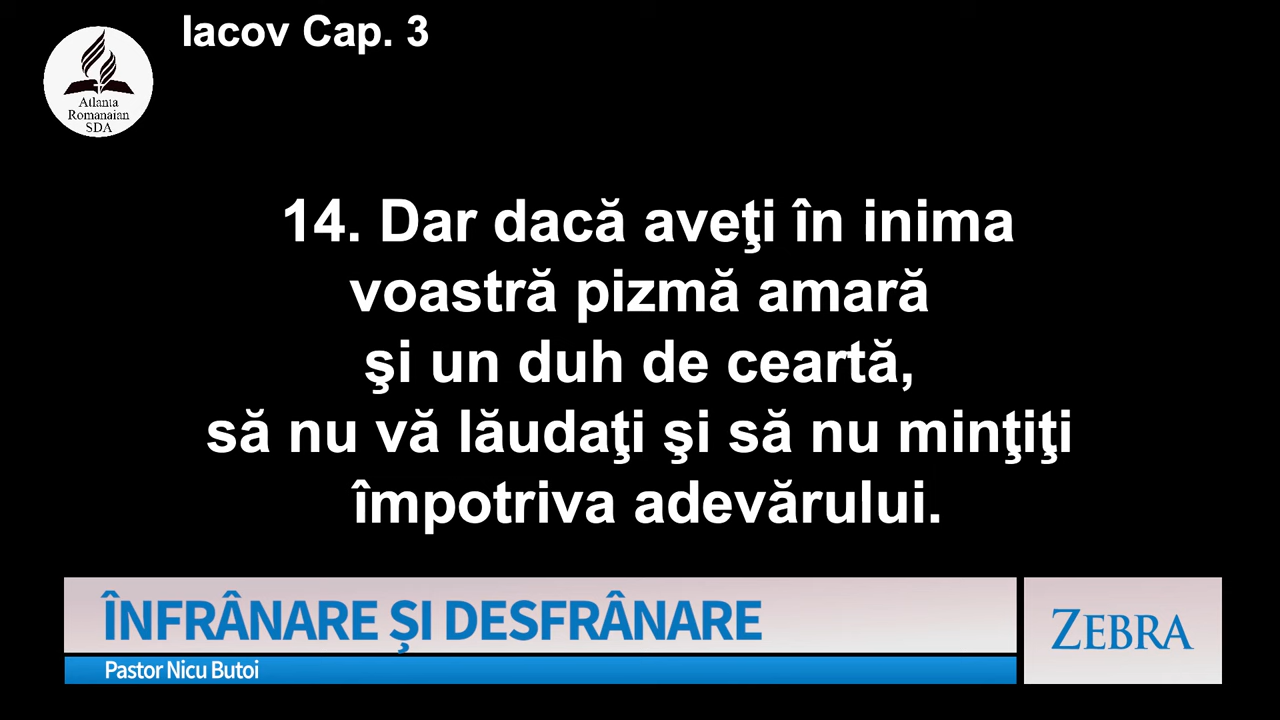 Iacov Cap. 3
Atlanta
Romanaian
SDA
14. Dar dacă aveţi în inima
voastră pizmă amară
şi un duh de ceartă,
să nu vă lăudaţi şi să nu minţiţi
împotriva adevărului.
ÎNFRÂNARE ȘI DESFRÂNARE
ZEBRA
Pastor Nicu Butoi